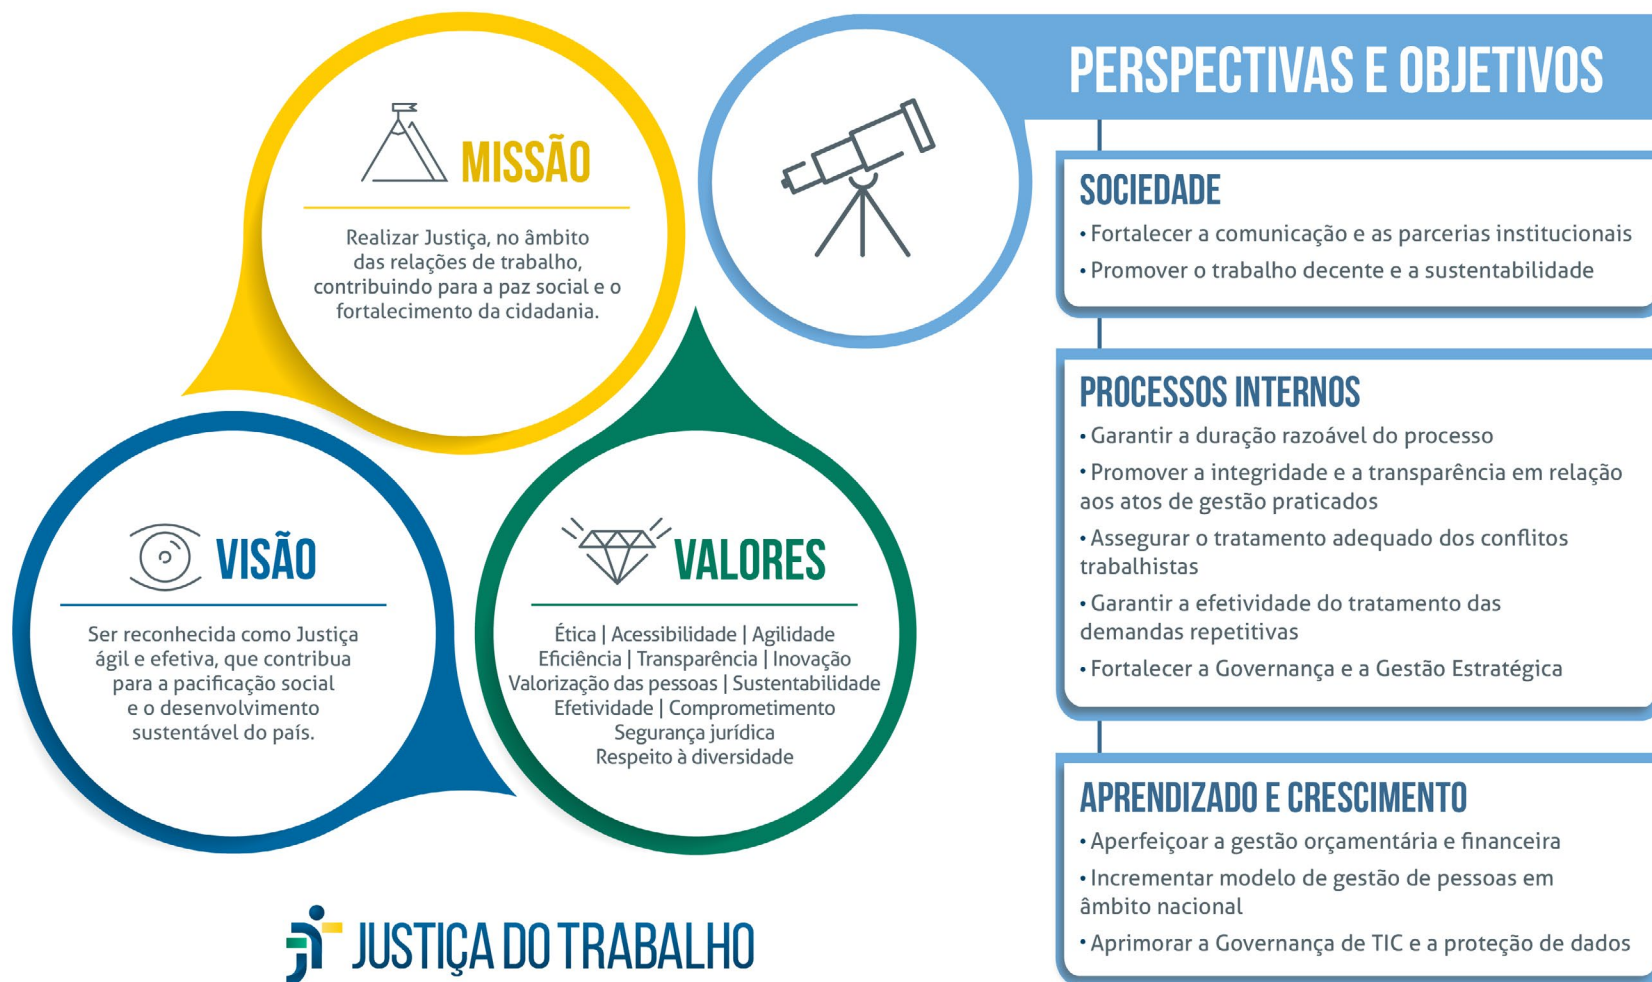 MISSÃO
Realizar Justiça, no âmbito
das relações de trabalho,
contribuindo para a paz social e o
fortalecimento da cidadania.
VISÃO
Ser reconhecida como Justiça
ágil e efetiva, que contribua
para a pacificação social
e o desenvolvimento
sustentável do país.
VALORES
Ética | Acessibilidade | Agilidade
Eficiência | Transparência | Inovação
Valorização das pessoas | Sustentabilidade
Efetividade | Comprometimento
Segurança jurídica
Respeito à diversidade
JUSTIÇA DO TRABALHO
PERSPECTIVAS E OBJETIVOS
SOCIEDADE
• Fortalecer a comunicação e as parcerias institucionais
• Promover o trabalho decente e a sustentabilidade
PROCESSOS INTERNOS
• Garantir a duração razoável do processo
• Promover a integridade e a transparência em relação
aos atos de gestão praticados
• Assegurar o tratamento adequado dos conflitos
trabalhistas
• Garantir a efetividade do tratamento das
demandas repetitivas
• Fortalecer a Governança e a Gestão Estratégica
APRENDIZADO E CRESCIMENTO
• Aperfeiçoar a gestão orçamentária e financeira
• Incrementar modelo de gestão de pessoas em
âmbito nacional
• Aprimorar a Governança de TIC e a proteção de dados